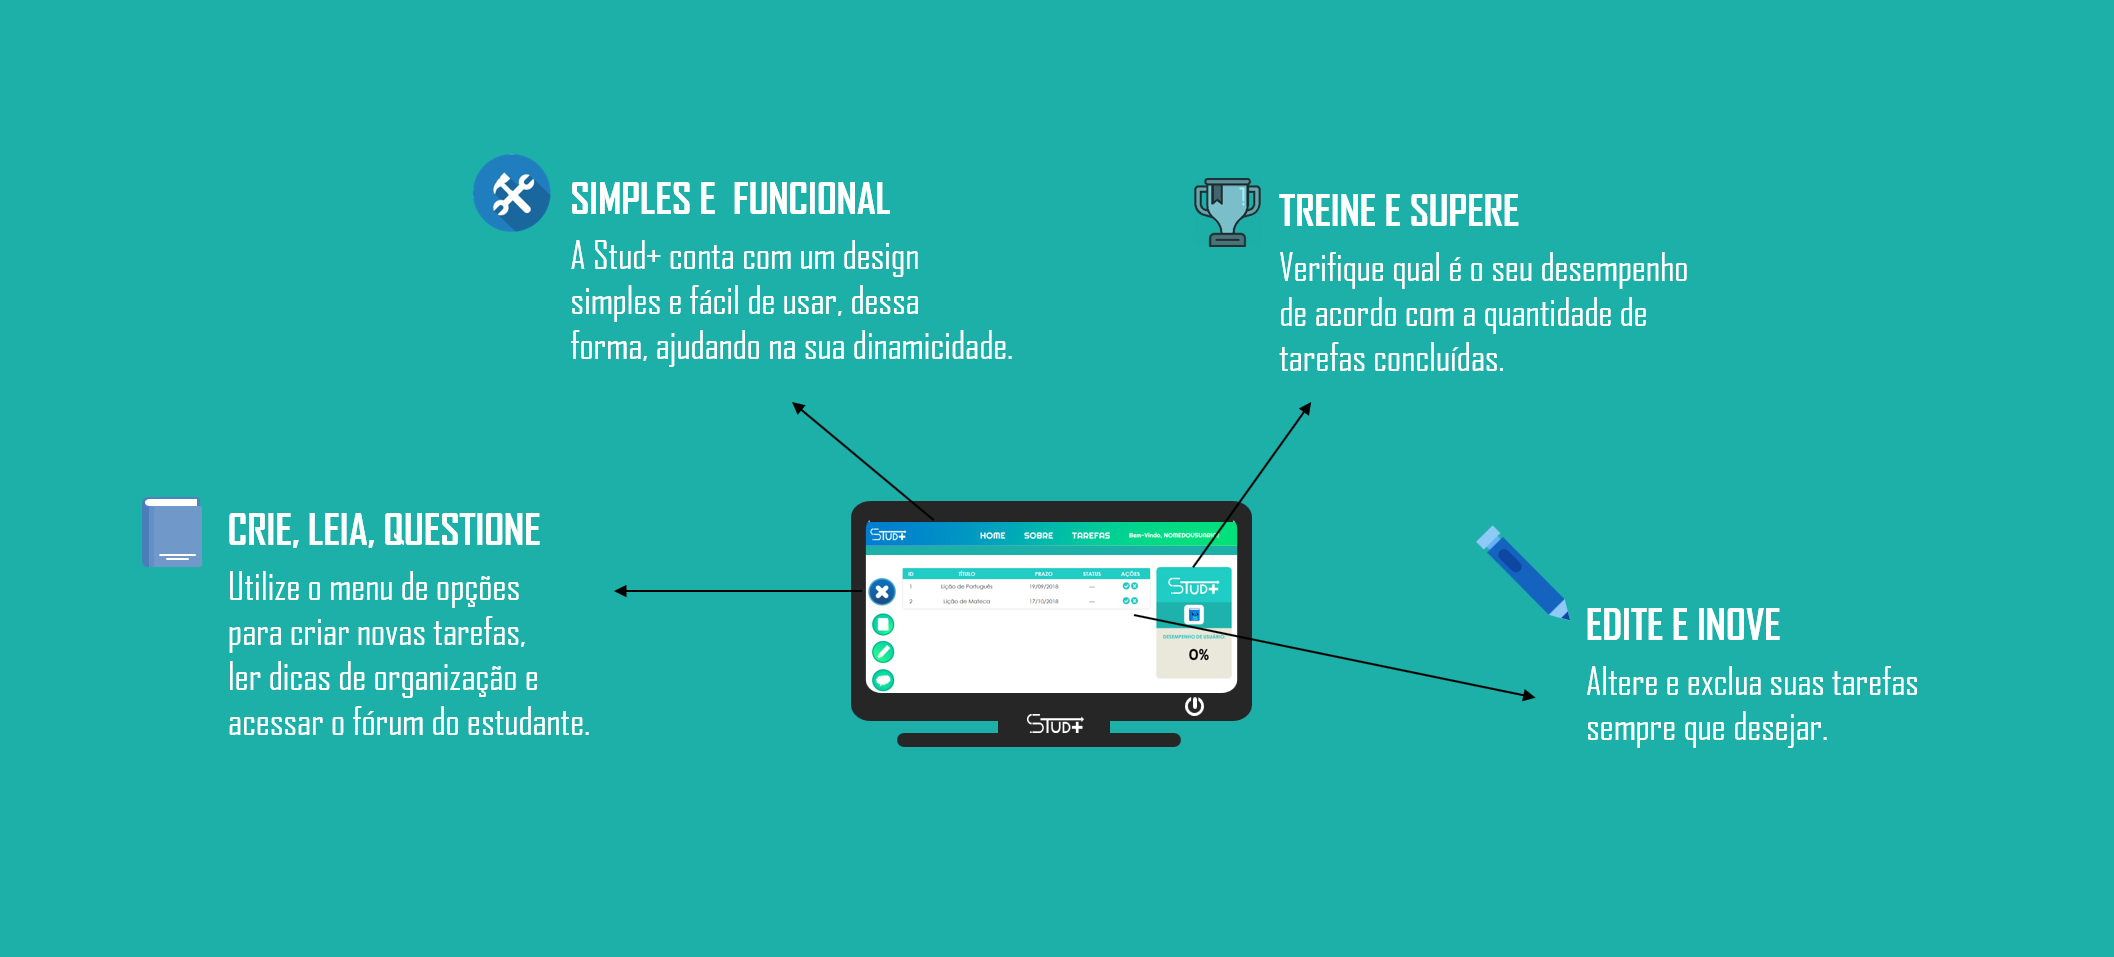 SIMPLES E FUNCIONAL
A Stud+ conta com um design
simples e fácil de usar, dessa
forma, ajudando na sua dinamicidade.
TREINE E SUPERE
Verifique qual é o seu desempenho
de acordo com a quantidade de
tarefas concluídas.
CRIE, LEIA, QUESTIONE
Utilize o menu de opções
para criar novas tarefas,
ler dicas de organização e
acessar o fórum do estudante.
STUD+ HOME SOBRE TAREFAS Bem-Vindo, NOMEDOUSUARIO
ID TÍTULO PRAZO STATUS AÇÕES
1 Lição de Português 19/09/2018 ---
2 Lição de Mateca 17/10/2018 ---
STUD+
DESEMPENHO DE USUÁRIO:
0%
STUD+
EDITE E INOVE
Altere e exclua suas tarefas
sempre que desejar.